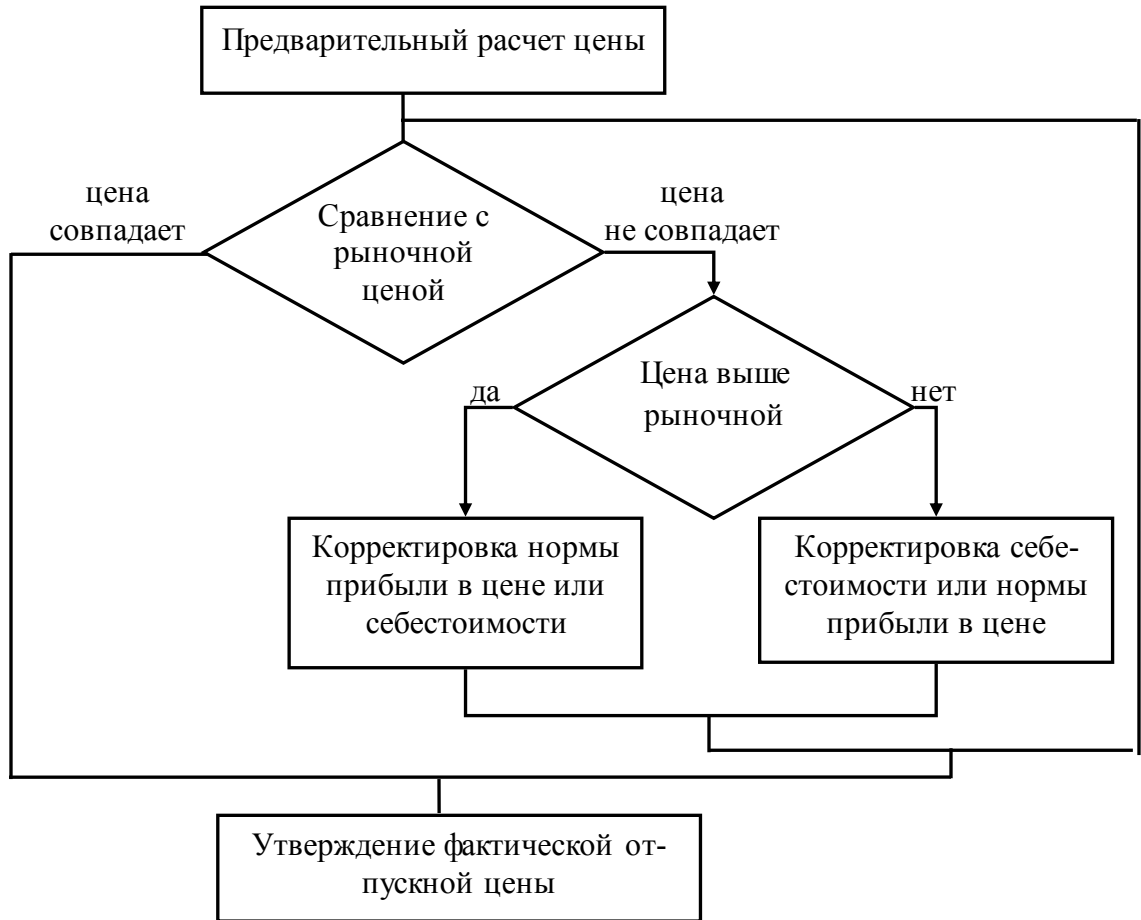 Предварительный расчет цены
цена
совпадает
Сравнение с
рыночной
ценой
цена
не совпадает
Цена выше
рыночной
да
нет
Корректировка нормы
прибыли в цене или
себестоимости
Корректировка себе-
стоимости или нормы
прибыли в цене
Утверждение фактической от-
пускной цены